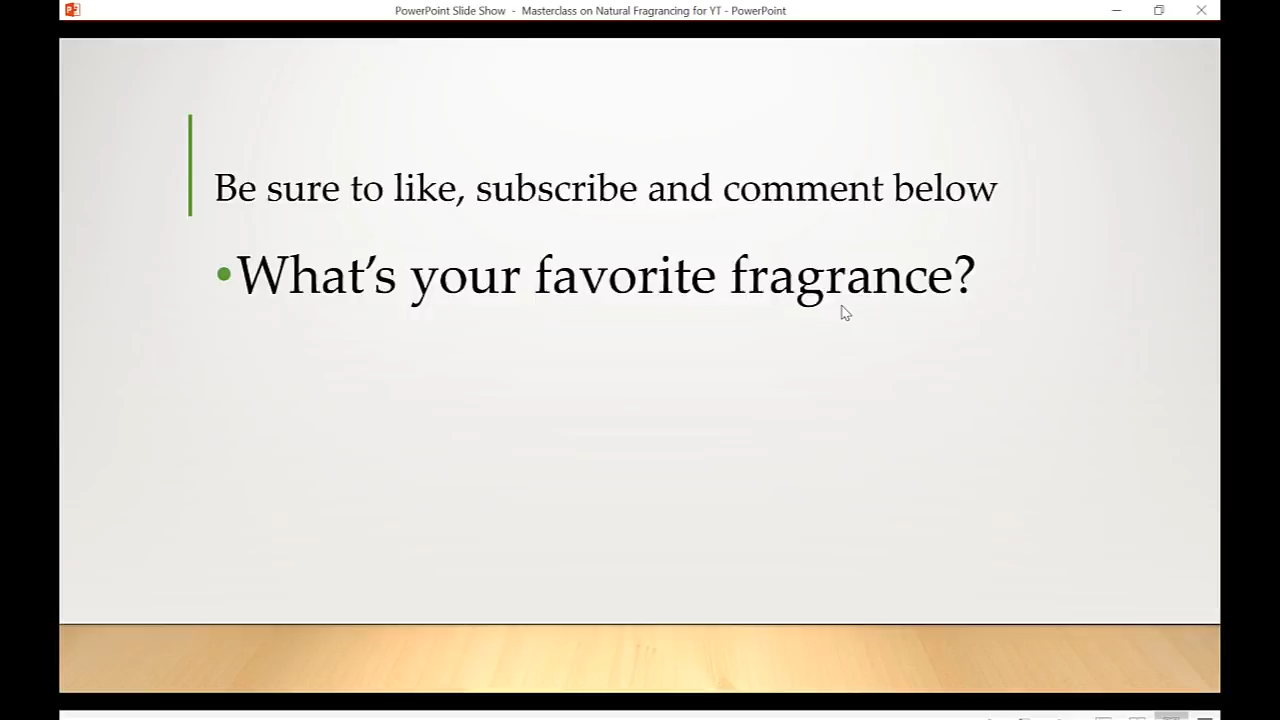 PowerPoint Slide Show - Masterclass on Natural Fragrancing for YT - PowerPoint
Be sure to like, subscribe and comment below
•What’s your favorite fragrance?